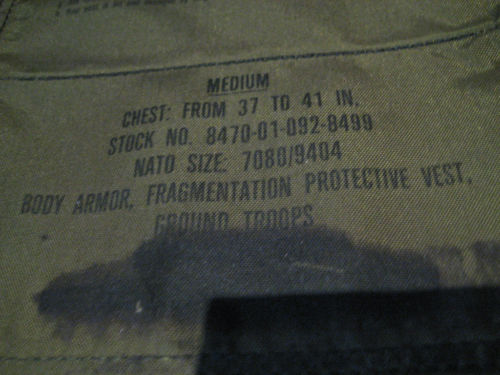 MEDIUM
CHEST: FROM 37 TO 41 IN.
STOCK NO. 8470-01-092-8499
NATO SIZE: 7080/9404
BODY ARMOR, FRAGMENTATION PROTECTIVE VEST,
GROUND TROOPS